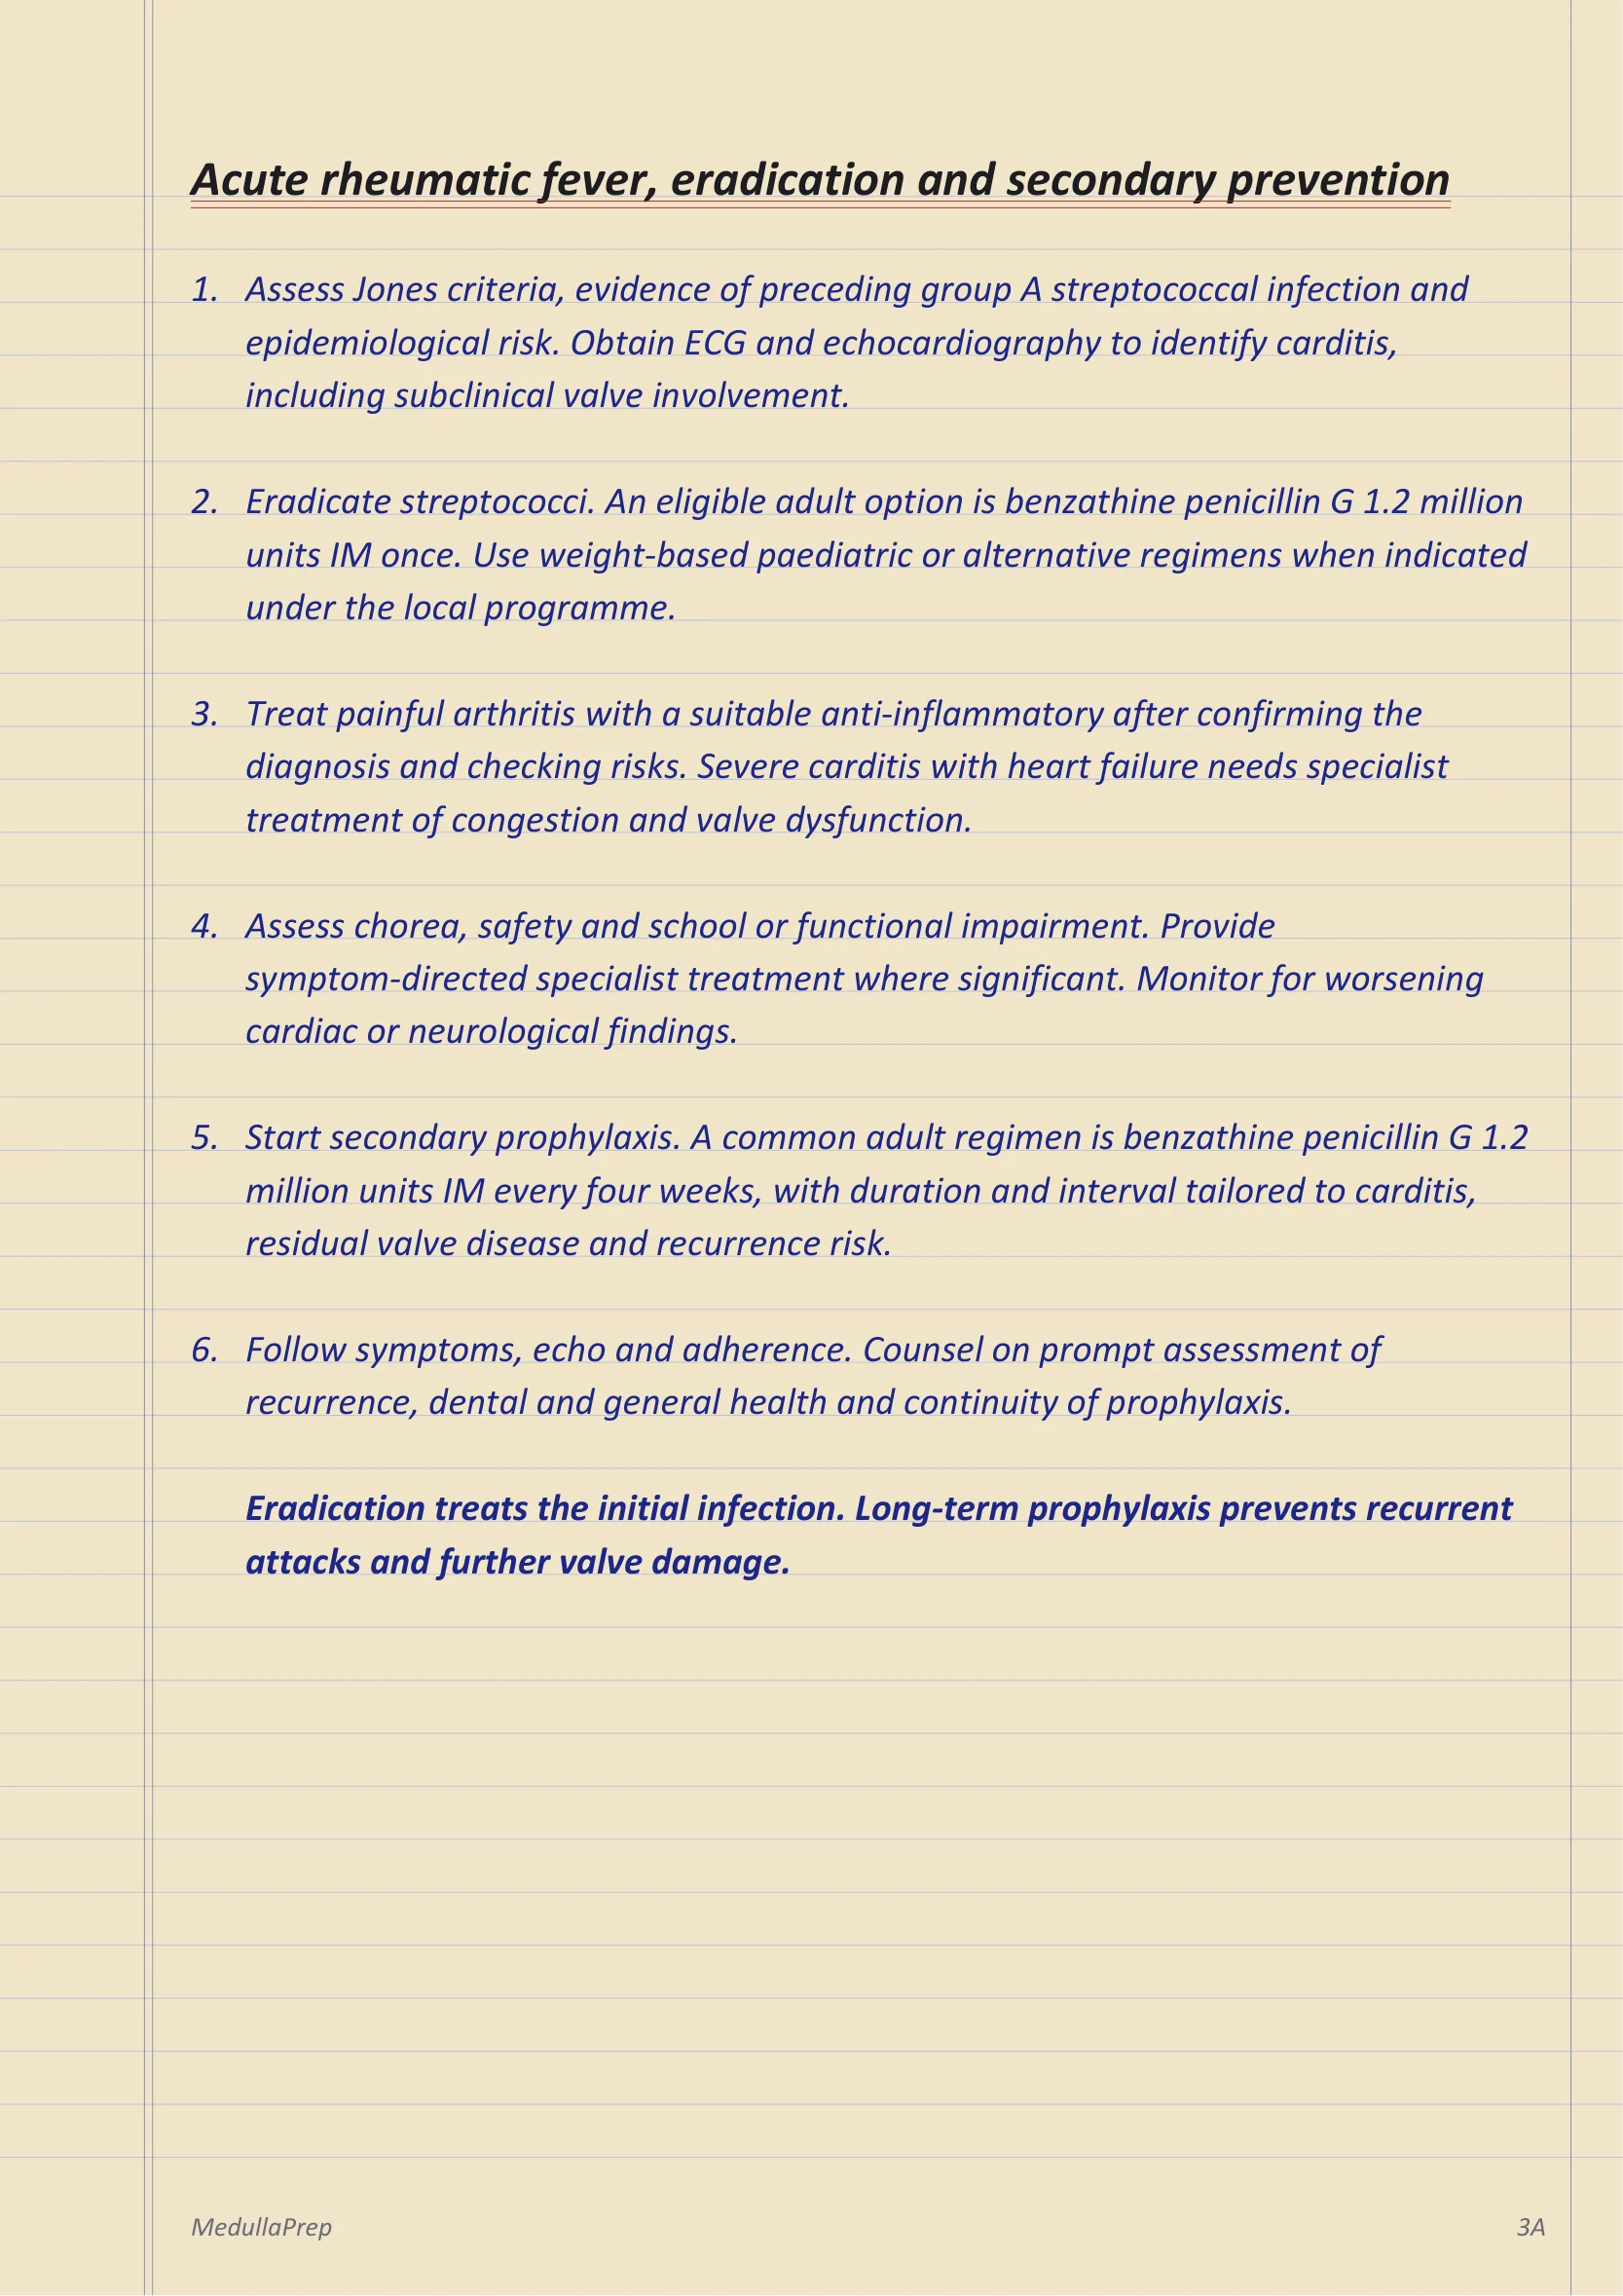 Acute rheumatic fever, eradication and secondary prevention
1. Assess Jones criteria, evidence of preceding group A streptococcal infection and
epidemiological risk. Obtain ECG and echocardiography to identify carditis,
including subclinical valve involvement.
2. Eradicate streptococci. An eligible adult option is benzathine penicillin G 1.2 million
units IM once. Use weight-based paediatric or alternative regimens when indicated
under the local programme.
3. Treat painful arthritis with a suitable anti-inflammatory after confirming the
diagnosis and checking risks. Severe carditis with heart failure needs specialist
treatment of congestion and valve dysfunction.
4. Assess chorea, safety and school or functional impairment. Provide
symptom-directed specialist treatment where significant. Monitor for worsening
cardiac or neurological findings.
5. Start secondary prophylaxis. A common adult regimen is benzathine penicillin G 1.2
million units IM every four weeks, with duration and interval tailored to carditis,
residual valve disease and recurrence risk.
6. Follow symptoms, echo and adherence. Counsel on prompt assessment of
recurrence, dental and general health and continuity of prophylaxis.
Eradication treats the initial infection. Long-term prophylaxis prevents recurrent
attacks and further valve damage.
MedullaPrep
3A